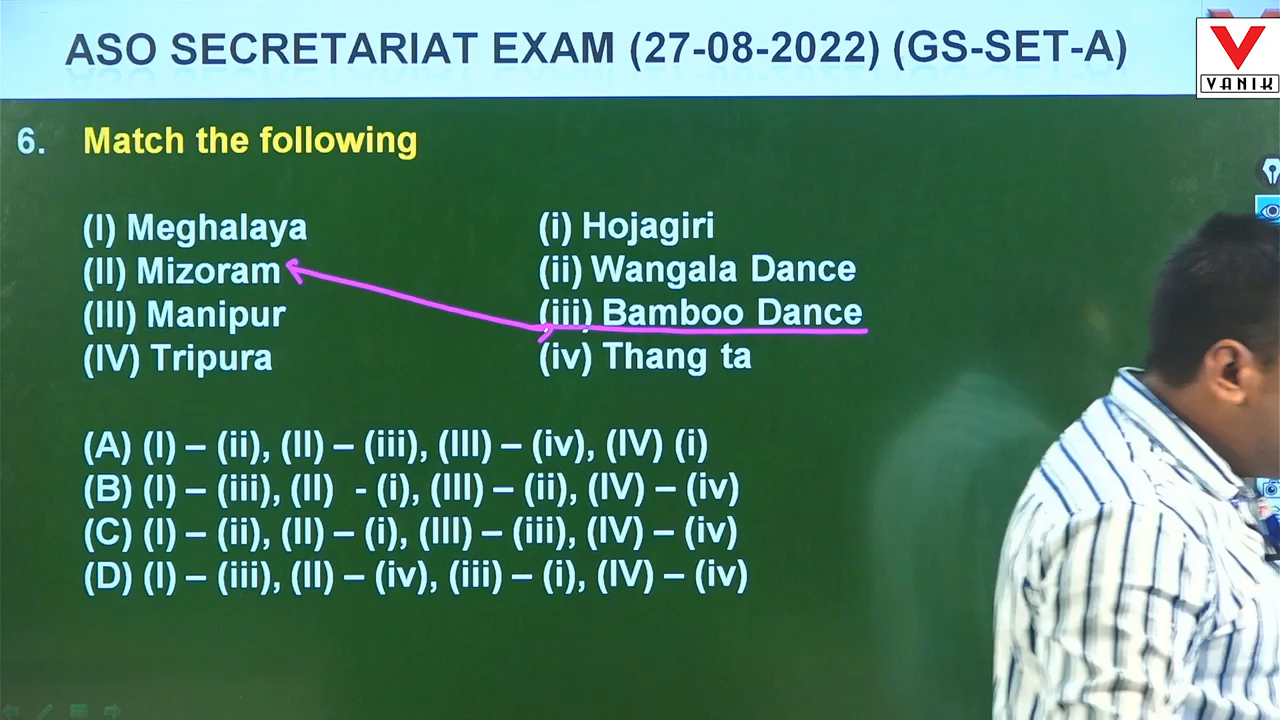 ASO SECRETARIAT EXAM (27-08-2022) (GS-SET-A)
VANIK
6. Match the following
(I) Meghalaya (i) Hojagiri
(II) Mizoram (ii) Wangala Dance
(III) Manipur (iii) Bamboo Dance
(IV) Tripura (iv) Thang ta
(A) (I) – (ii), (II) – (iii), (III) – (iv), (IV) (i)
(B) (I) – (iii), (II) - (i), (III) – (ii), (IV) – (iv)
(C) (I) – (ii), (II) – (i), (III) – (iii), (IV) – (iv)
(D) (I) – (iii), (II) – (iv), (iii) – (i), (IV) – (iv)